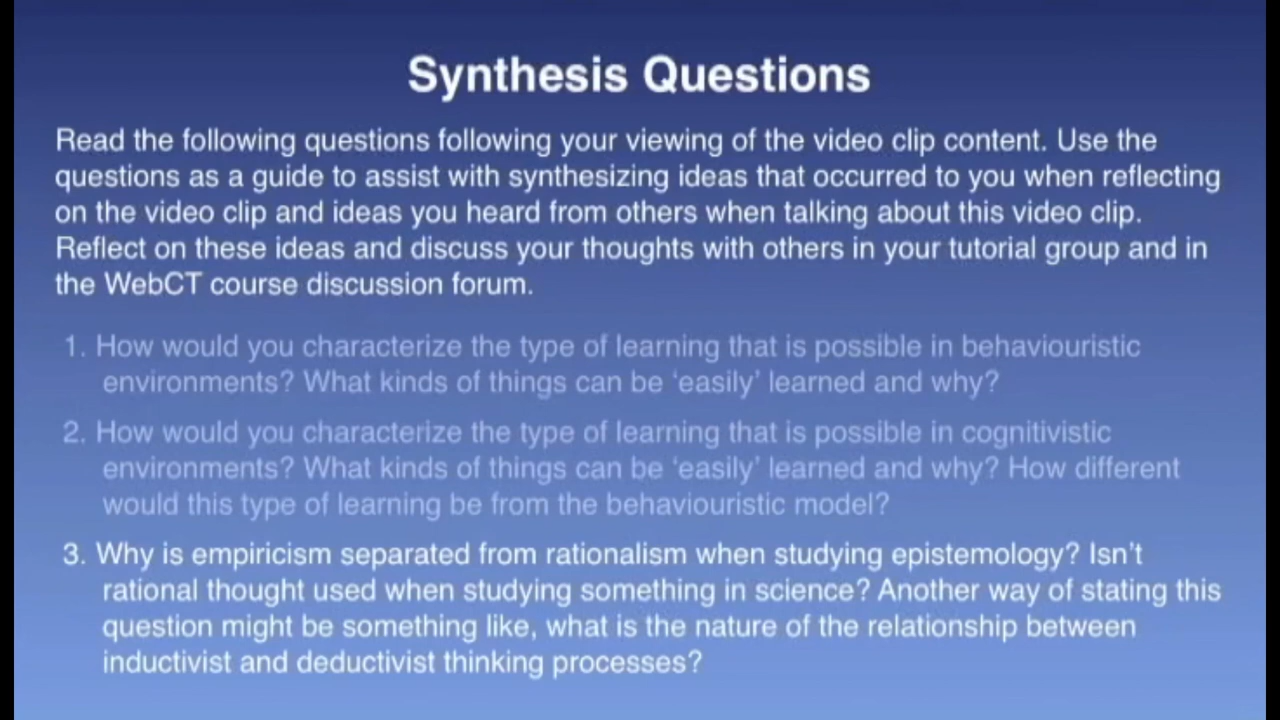 Synthesis Questions
Read the following questions following your viewing of the video clip content. Use the
questions as a guide to assist with synthesizing ideas that occurred to you when reflecting
on the video clip and ideas you heard from others when talking about this video clip.
Reflect on these ideas and discuss your thoughts with others in your tutorial group and in
the WebCT course discussion forum.
1. How would you characterize the type of learning that is possible in behaviouristic
environments? What kinds of things can be ‘easily’ learned and why?
2. How would you characterize the type of learning that is possible in cognitivistic
environments? What kinds of things can be ‘easily’ learned and why? How different
would this type of learning be from the behaviouristic model?
3. Why is empiricism separated from rationalism when studying epistemology? Isn’t
rational thought used when studying something in science? Another way of stating this
question might be something like, what is the nature of the relationship between
inductivist and deductivist thinking processes?